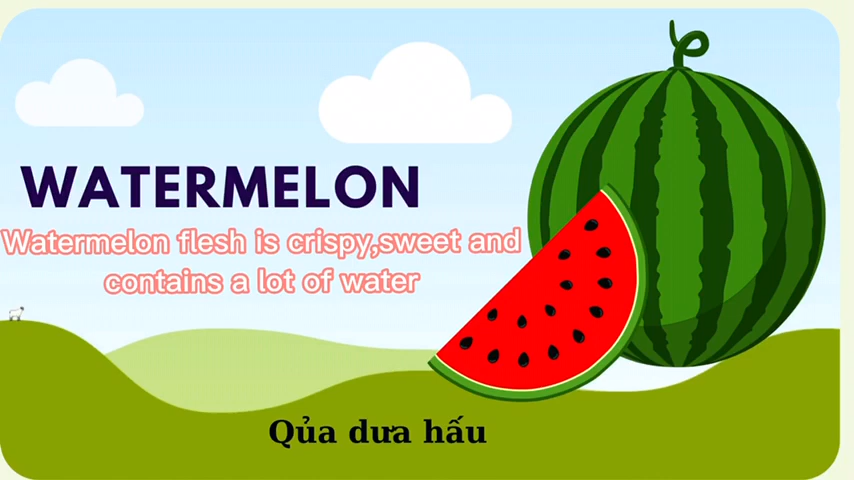 WATERMELON
Watermelon flesh is crispy,sweet and
contains a lot of water
Qủa dưa hấu